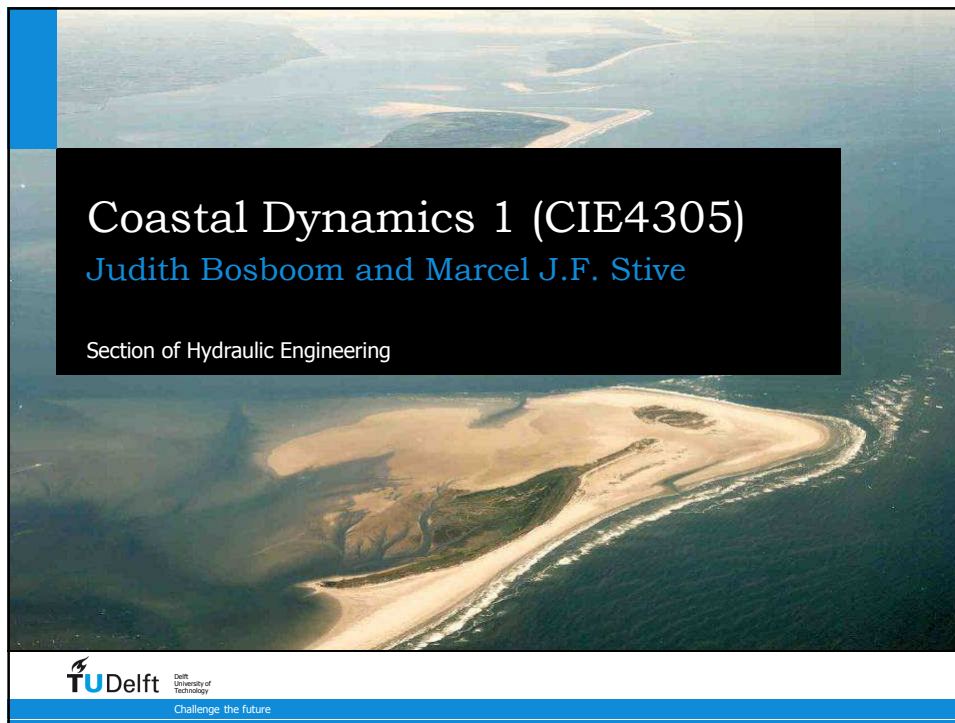 Coastal Dynamics 1 (CIE4305)
Judith Bosboom and Marcel J.F. Stive
Section of Hydraulic Engineering
TUDelft
Delft
University of
Technology
Challenge the future